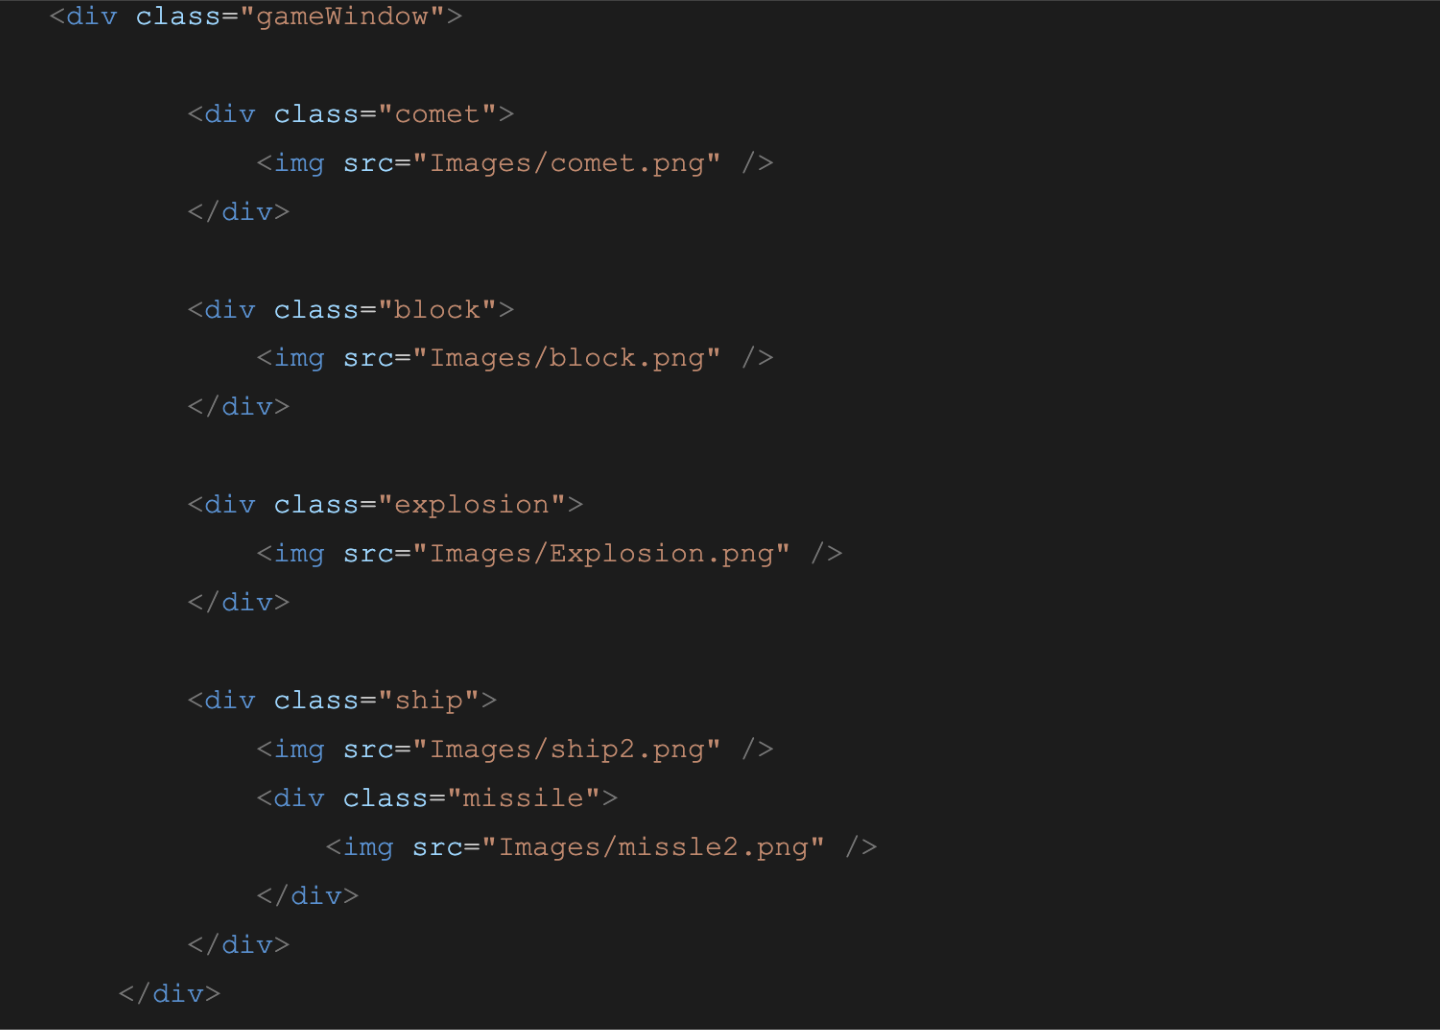 <div class="gameWindow">
<div class="comet">
<img src="Images/comet.png" />
</div>
<div class="block">
<img src="Images/block.png" />
</div>
<div class="explosion">
<img src="Images/Explosion.png" />
</div>
<div class="ship">
<img src="Images/ship2.png" />
<div class="missile">
<img src="Images/missle2.png" />
</div>
</div>
</div>